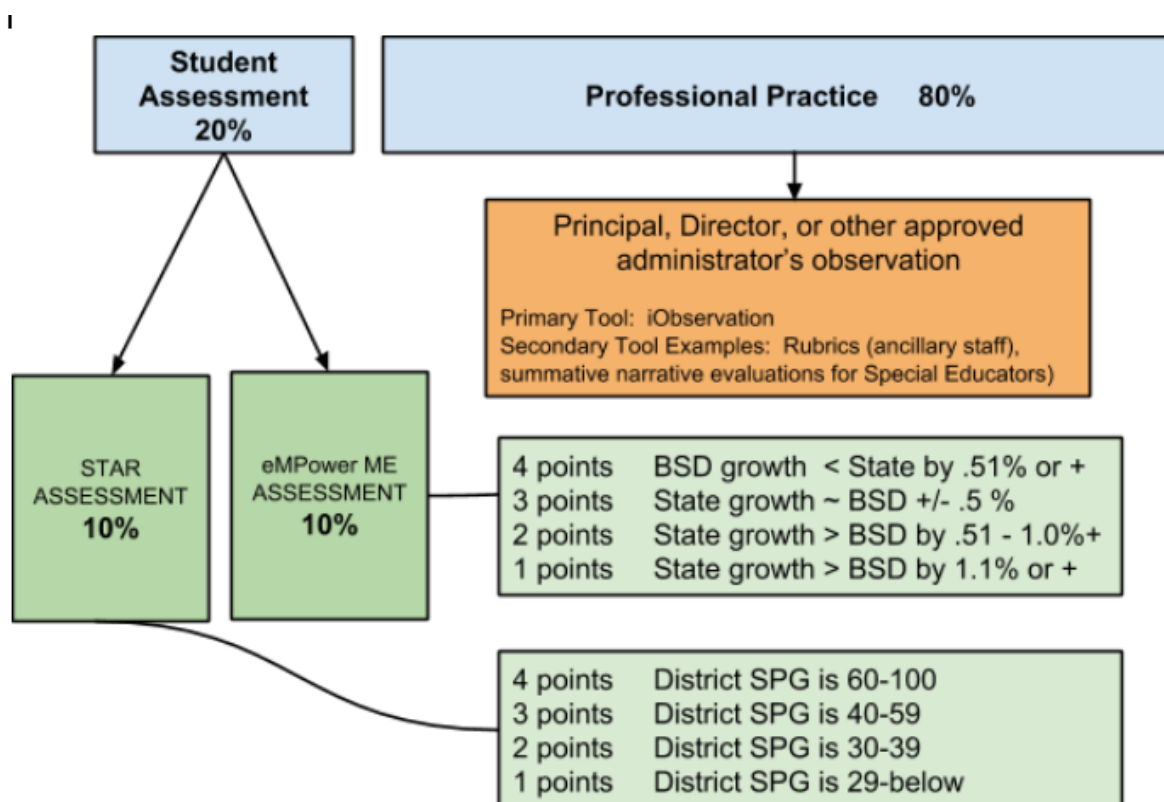 Student
Assessment
20%
Professional Practice 80%
Principal, Director, or other approved
administrator's observation
Primary Tool: iObservation
Secondary Tool Examples: Rubrics (ancillary staff),
summative narrative evaluations for Special Educators)
STAR
ASSESSMENT
10%
eMPower ME
ASSESSMENT
10%
4 points BSD growth < State by .51% or +
3 points State growth ~ BSD +/- .5 %
2 points State growth > BSD by .51 - 1.0%+
1 points State growth > BSD by 1.1% or +
4 points District SPG is 60-100
3 points District SPG is 40-59
2 points District SPG is 30-39
1 points District SPG is 29-below